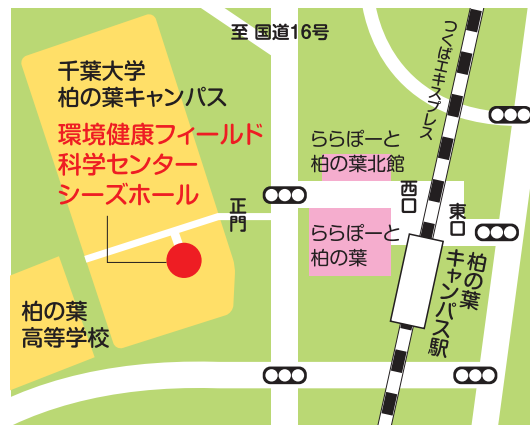 至 国道16号
つくばエキスプレス
千葉大学
柏の葉キャンパス
環境健康フィールド
科学センター
シーズホール
ららぽーと
柏の葉北館
西口
東口
正門
ららぽーと
柏の葉
柏の葉
キャンパス駅
柏の葉
高等学校